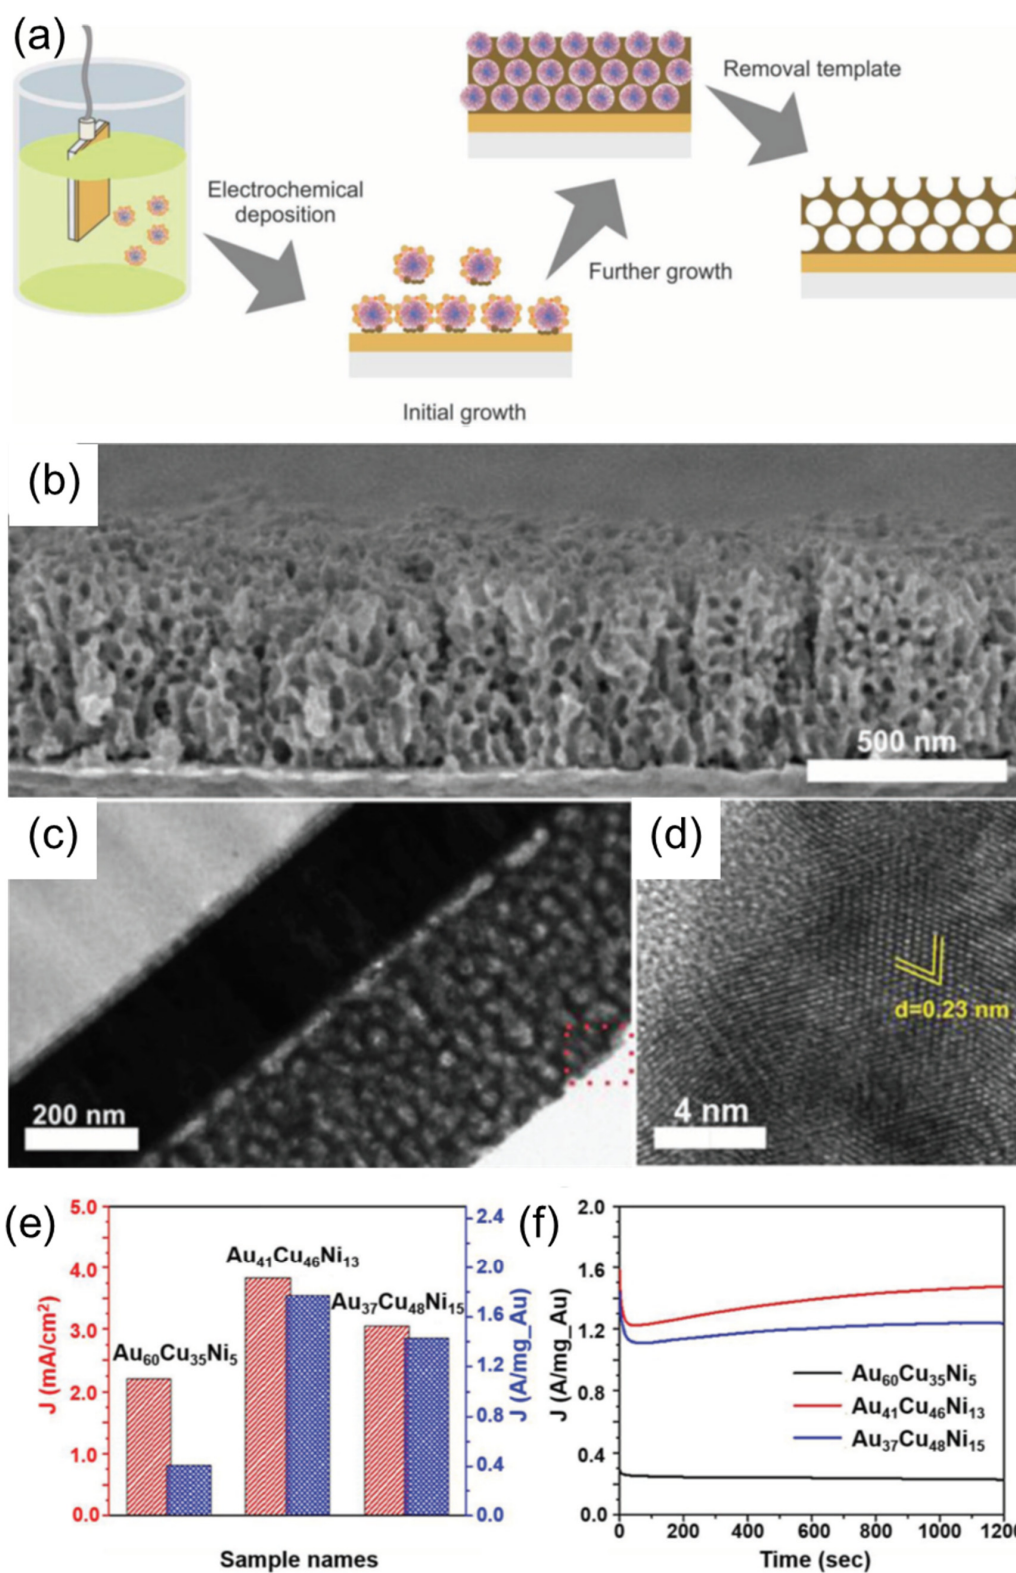 (a)
Removal template
Electrochemical
deposition
Further growth
Initial growth
(b)
500 nm
(c)
200 nm
(d)
d=0.23 nm
4 nm
(e)
5.0
4.0
3.0
2.0
1.0
0.0
J (mA/cm²)
Au₄₁Cu₄₆Ni₁₃
Au₃₇Cu₄₈Ni₁₅
Au₆₀Cu₃₅Ni₅
2.4
2.0
1.6
1.2
0.8
0.4
0.0
J (A/mg_Au)
Sample names
(f)
2.0
1.6
1.2
0.8
0.4
0.0
J (A/mg_Au)
Au₆₀Cu₃₅Ni₅
Au₄₁Cu₄₆Ni₁₃
Au₃₇Cu₄₈Ni₁₅
0 200 400 600 800 1000 1200
Time (sec)